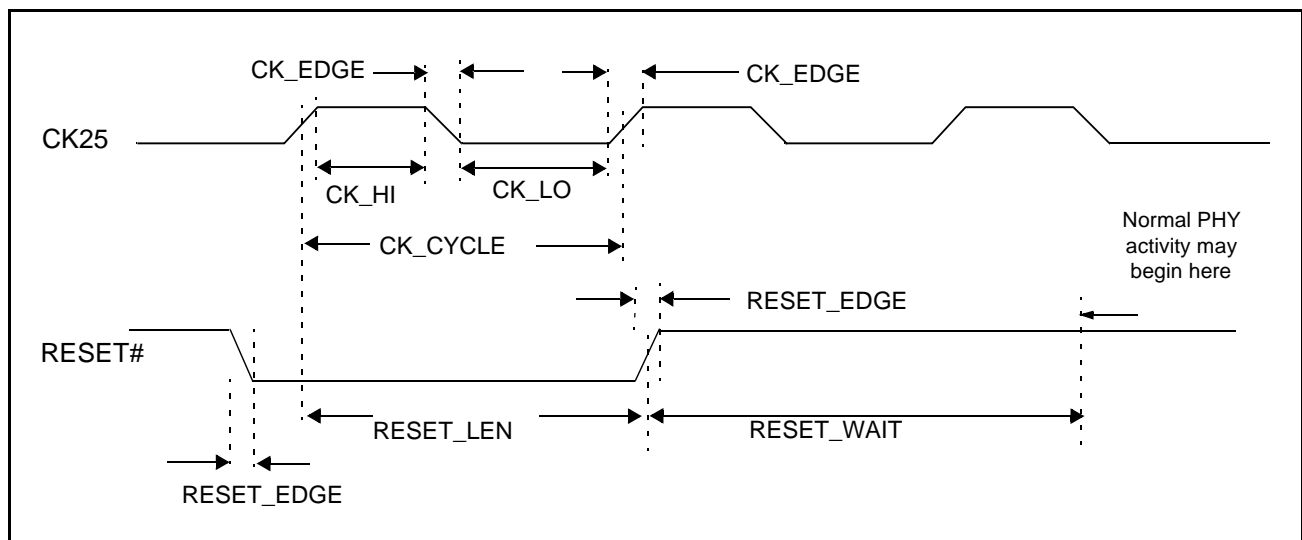 CK_EDGE
CK_EDGE
CK25
CK_HI
CK_LO
CK_CYCLE
Normal PHY
activity may
begin here
RESET_EDGE
RESET#
RESET_LEN
RESET_WAIT
RESET_EDGE